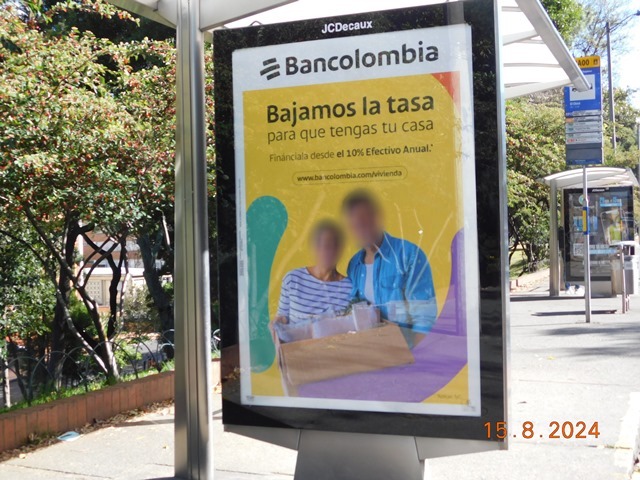 JCDecaux
Bancolombia
Bajamos la tasa
para que tengas tu casa
Fináncialа desde el 10% Efectivo Anual.*
www.bancolombia.com/vivienda
15.8.2024